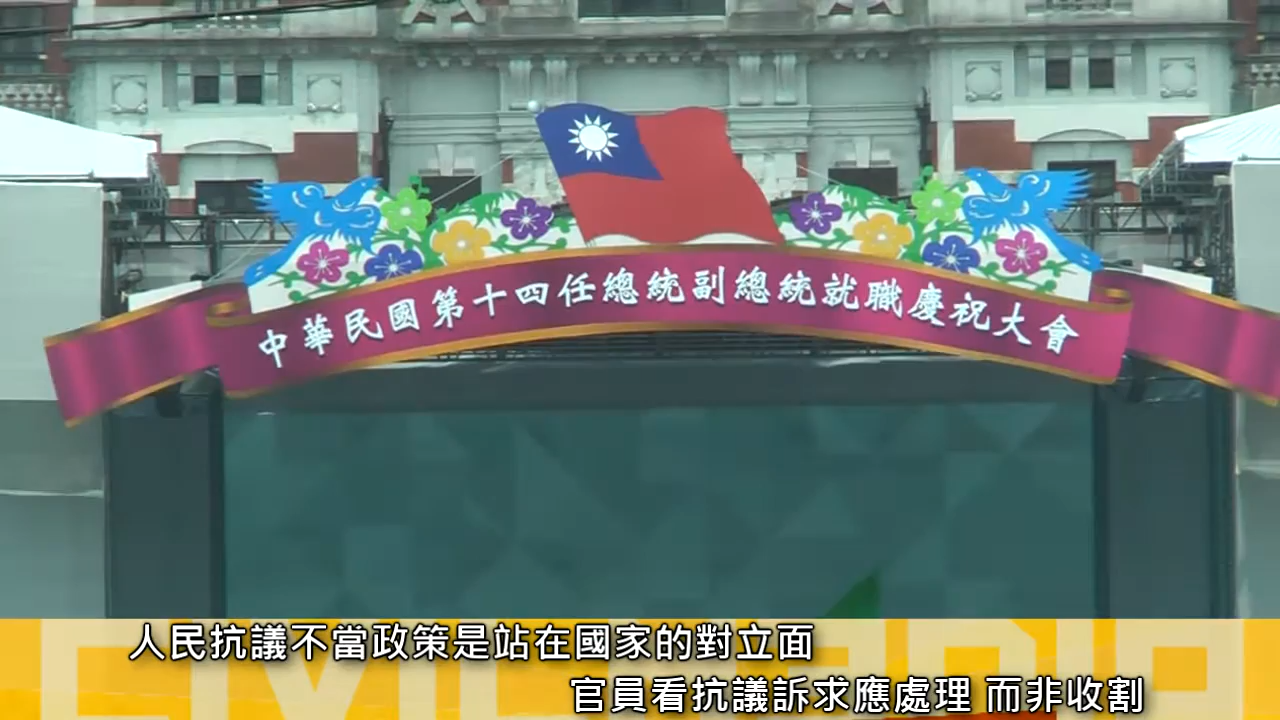 中華民國第十四任總統副總統就職慶祝大會
人民抗議不當政策是站在國家的對立面
官員看抗議訴求應處理 而非收割